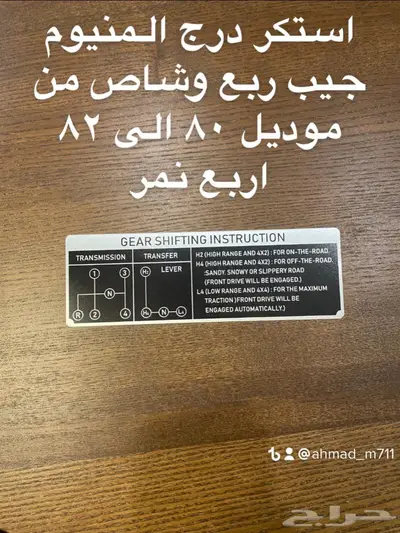 استكر درج المنيوم
جيب ربع وشاص من
موديل ٨٠ الى ٨٢
اربع نمر
GEAR SHIFTING INSTRUCTION
TRANSMISSION
TRANSFER LEVER
1 3
N
R 2 4
H2
H4 N L4
H2 (HIGH RANGE AND 4X2) : FOR ON-THE-ROAD.
H4 (HIGH RANGE AND 4X2) : FOR OFF-THE-ROAD.
:SANDY. SNOWY OR SLIPPERY ROAD
(FRONT DRIVE WILL BE ENGAGED.)
L4 (LOW RANGE AND 4X4) : FOR THE MAXIMUM
TRACTION )FRONT DRIVE WILL BE
ENGAGED AUTOMATICALLY.)
@ahmad_m711
حراج